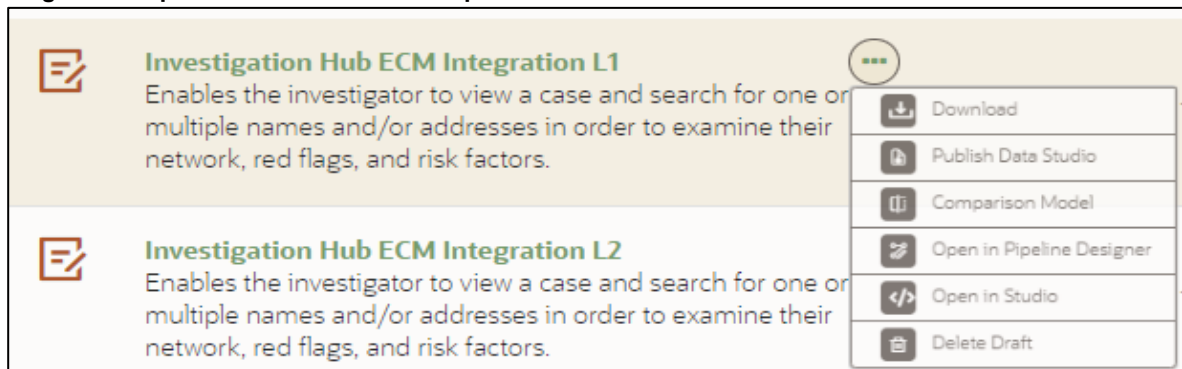 Investigation Hub ECM Integration L1
Enables the investigator to view a case and search for one or
multiple names and/or addresses in order to examine their
network, red flags, and risk factors.
Download
Publish Data Studio
Comparison Model
Open in Pipeline Designer
Open in Studio
Delete Draft
Investigation Hub ECM Integration L2
Enables the investigator to view a case and search for one or
multiple names and/or addresses in order to examine their
network, red flags, and risk factors.